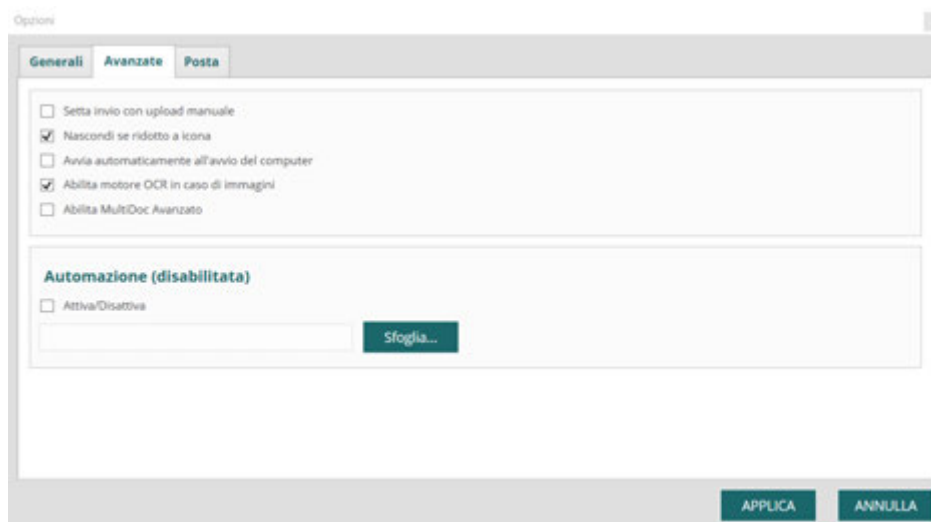 Opzioni
Generali Avanzate Posta
Setta invio con upload manuale
Nascondi se ridotto a icona
Avvia automaticamente all'avvio del computer
Abilita motore OCR in caso di immagini
Abilita MultiDoc Avanzato
Automazione (disabilitata)
Attiva/Disattiva
Sfoglia...
APPLICA ANNULLA